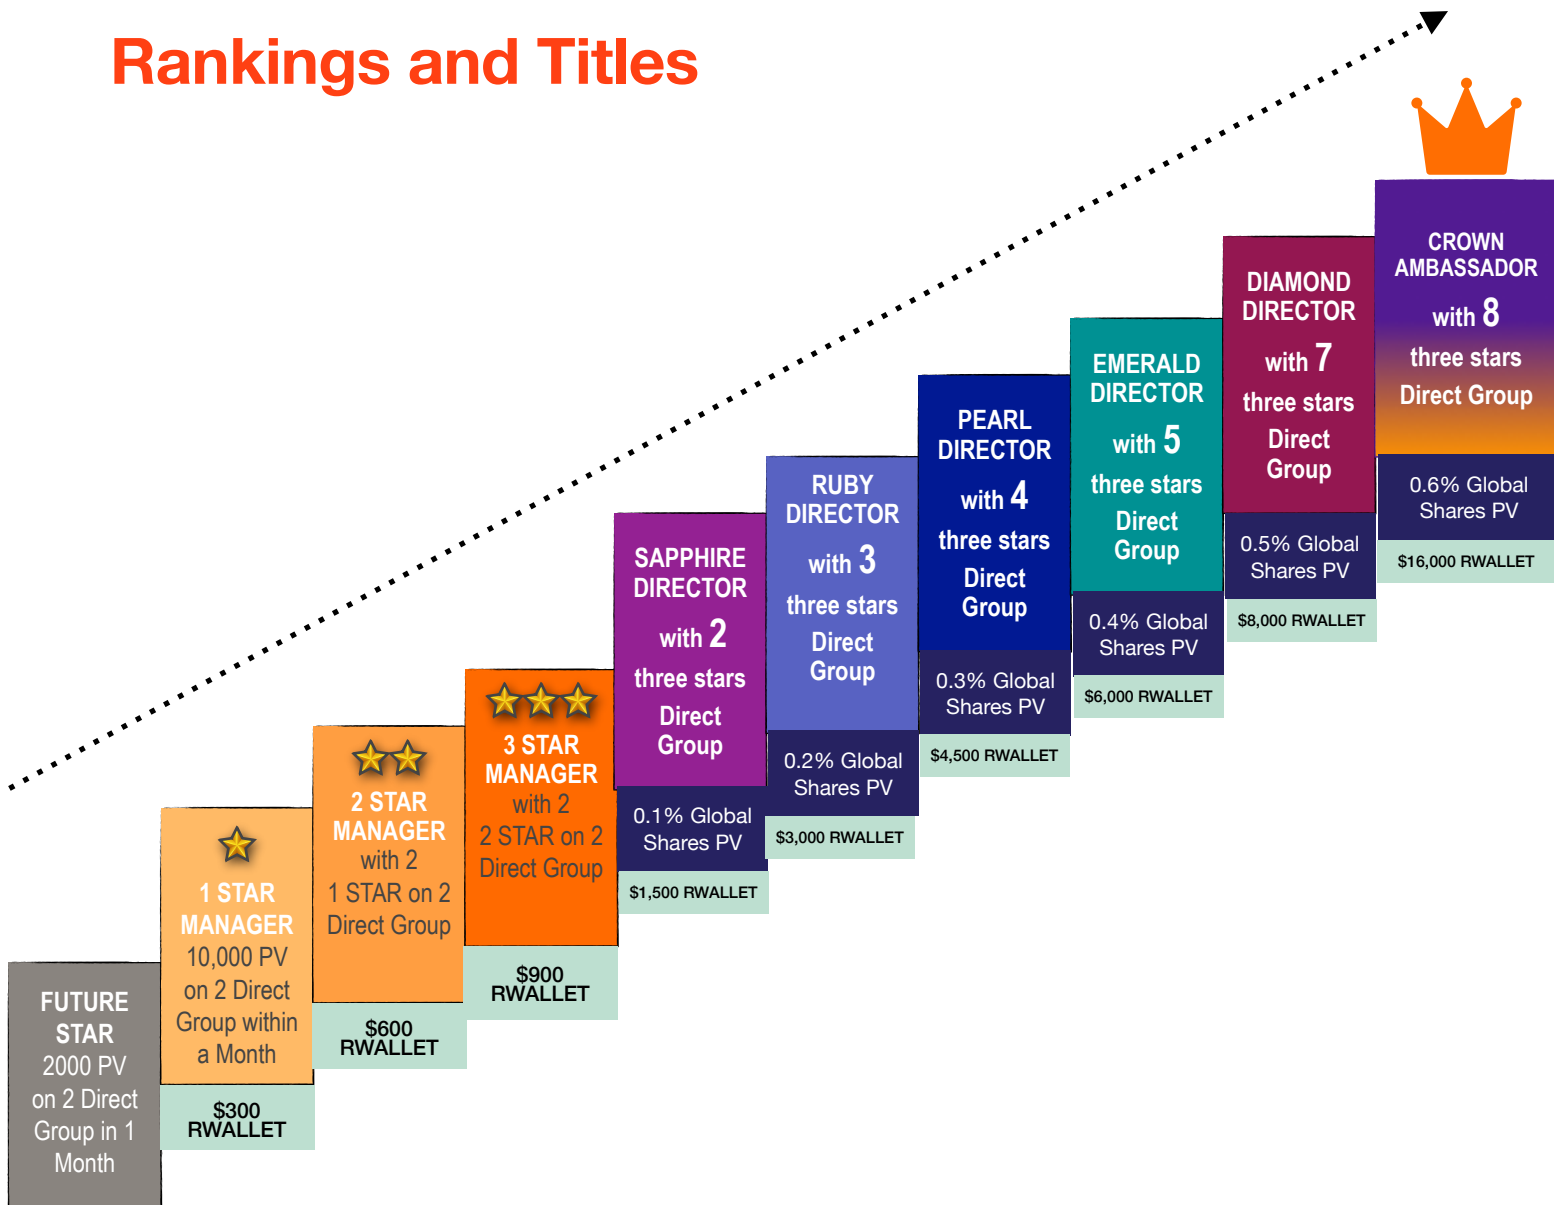 Rankings and Titles
FUTURE
STAR
2000 PV
on 2 Direct
Group in 1
Month
1 STAR
MANAGER
10,000 PV
on 2 Direct
Group within
a Month
$300
RWALLET
2 STAR
MANAGER
with 2
1 STAR on 2
Direct Group
$600
RWALLET
3 STAR
MANAGER
with 2
2 STAR on 2
Direct Group
$900
RWALLET
SAPPHIRE
DIRECTOR
with 2
three stars
Direct
Group
0.1% Global
Shares PV
$1,500 RWALLET
RUBY
DIRECTOR
with 3
three stars
Direct
Group
0.2% Global
Shares PV
$3,000 RWALLET
PEARL
DIRECTOR
with 4
three stars
Direct
Group
0.3% Global
Shares PV
$4,500 RWALLET
EMERALD
DIRECTOR
with 5
three stars
Direct
Group
0.4% Global
Shares PV
$6,000 RWALLET
DIAMOND
DIRECTOR
with 7
three stars
Direct
Group
0.5% Global
Shares PV
$8,000 RWALLET
CROWN
AMBASSADOR
with 8
three stars
Direct Group
0.6% Global
Shares PV
$16,000 RWALLET